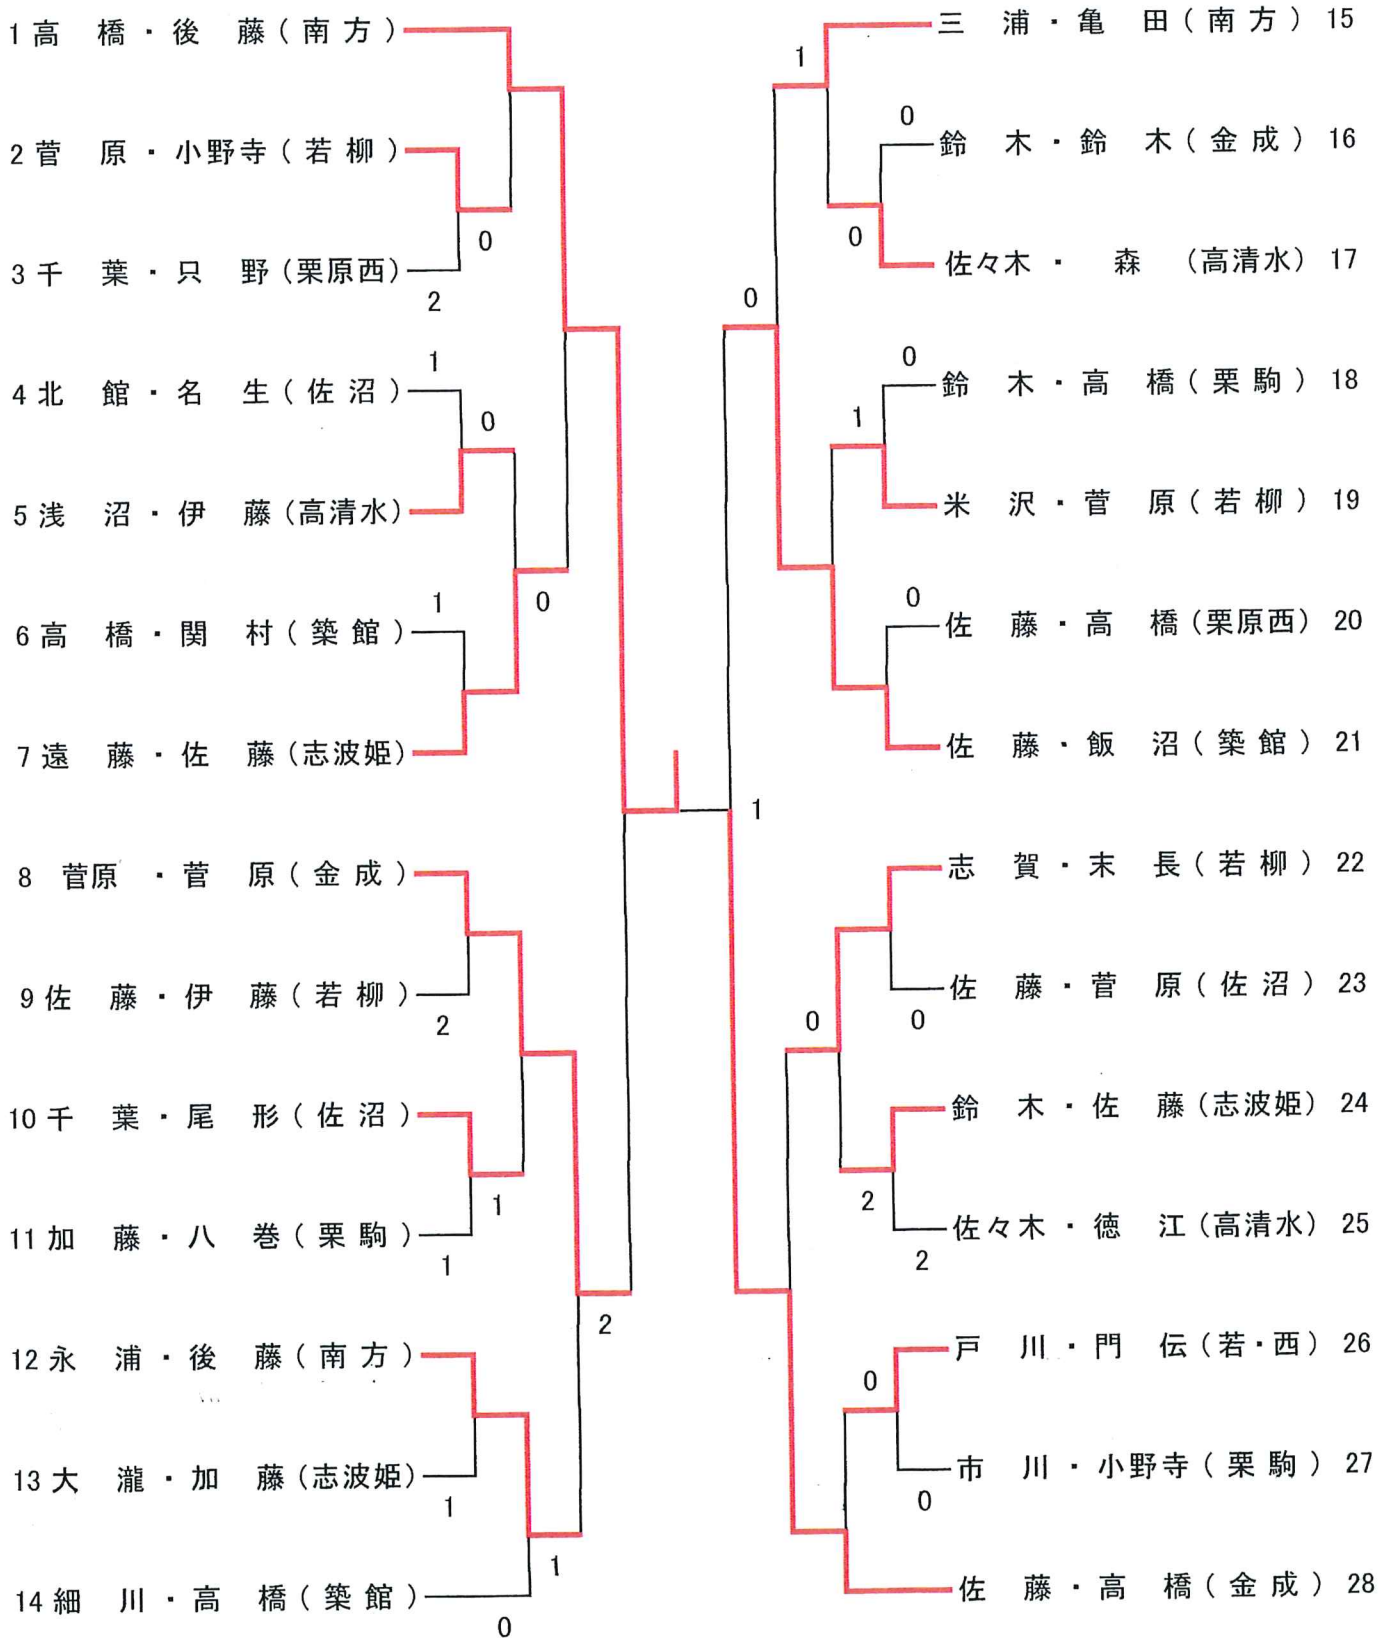 1 高 橋・後 藤(南方)
2 菅 原・小野寺(若柳)
0
3 千 葉・只 野(栗原西)
2
1
4 北 館・名 生(佐沼)
0
5 浅 沼・伊 藤(高清水)
1
0
6 高 橋・関 村(築館)
7 遠 藤・佐 藤(志波姫)
8 菅原 ・菅 原(金成)
9 佐 藤・伊 藤(若柳)
2
10 千 葉・尾 形(佐沼)
1
11 加 藤・八 巻(栗駒)
1
2
12 永 浦・後 藤(南方)
13 大 瀧・加 藤(志波姫)
1
1
14 細 川・高 橋(築館)
0
三 浦・亀 田(南方) 15
1
0
鈴 木・鈴 木(金成) 16
0
佐々木・ 森 (高清水) 17
0
0
鈴 木・高 橋(栗駒) 18
1
米 沢・菅 原(若柳) 19
0
佐 藤・高 橋(栗原西) 20
佐 藤・飯 沼(築館) 21
1
志 賀・末 長(若柳) 22
佐 藤・菅 原(佐沼) 23
0
0
鈴 木・佐 藤(志波姫) 24
2
佐々木・徳 江(高清水) 25
2
戸 川・門 伝(若・西) 26
0
市 川・小野寺(栗駒) 27
0
佐 藤・高 橋(金成) 28